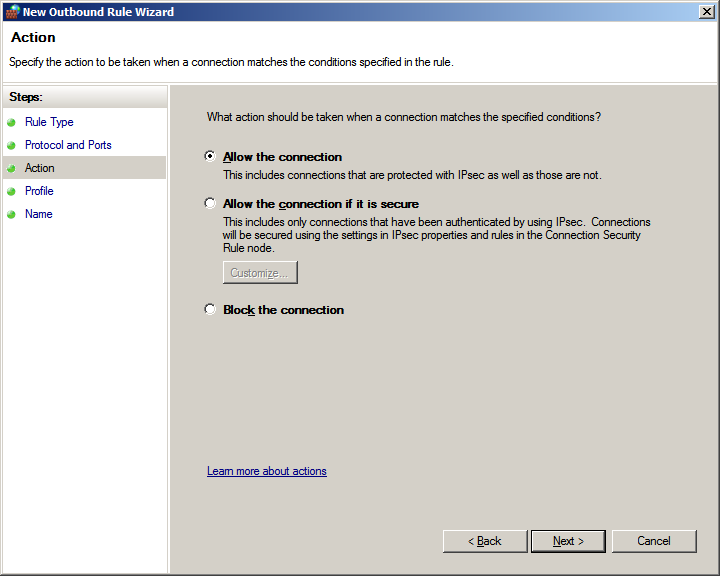 New Outbound Rule Wizard
Action
Specify the action to be taken when a connection matches the conditions specified in the rule.
Steps:
Rule Type
Protocol and Ports
Action
Profile
Name
What action should be taken when a connection matches the specified conditions?
Allow the connection
This includes connections that are protected with IPsec as well as those are not.
Allow the connection if it is secure
This includes only connections that have been authenticated by using IPsec. Connections
will be secured using the settings in IPsec properties and rules in the Connection Security
Rule node.
Customize...
Block the connection
Learn more about actions
< Back
Next >
Cancel